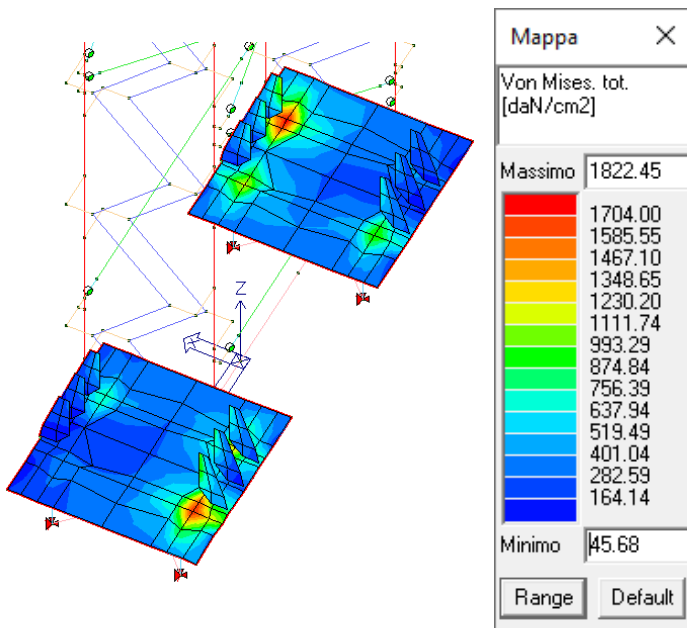 Mappa
Von Mises. tot.
[daN/cm2]
Massimo 1822.45
1704.00
1585.55
1467.10
1348.65
1230.20
1111.74
993.29
874.84
756.39
637.94
519.49
401.04
282.59
164.14
Minimo 45.68
Range Default
Z